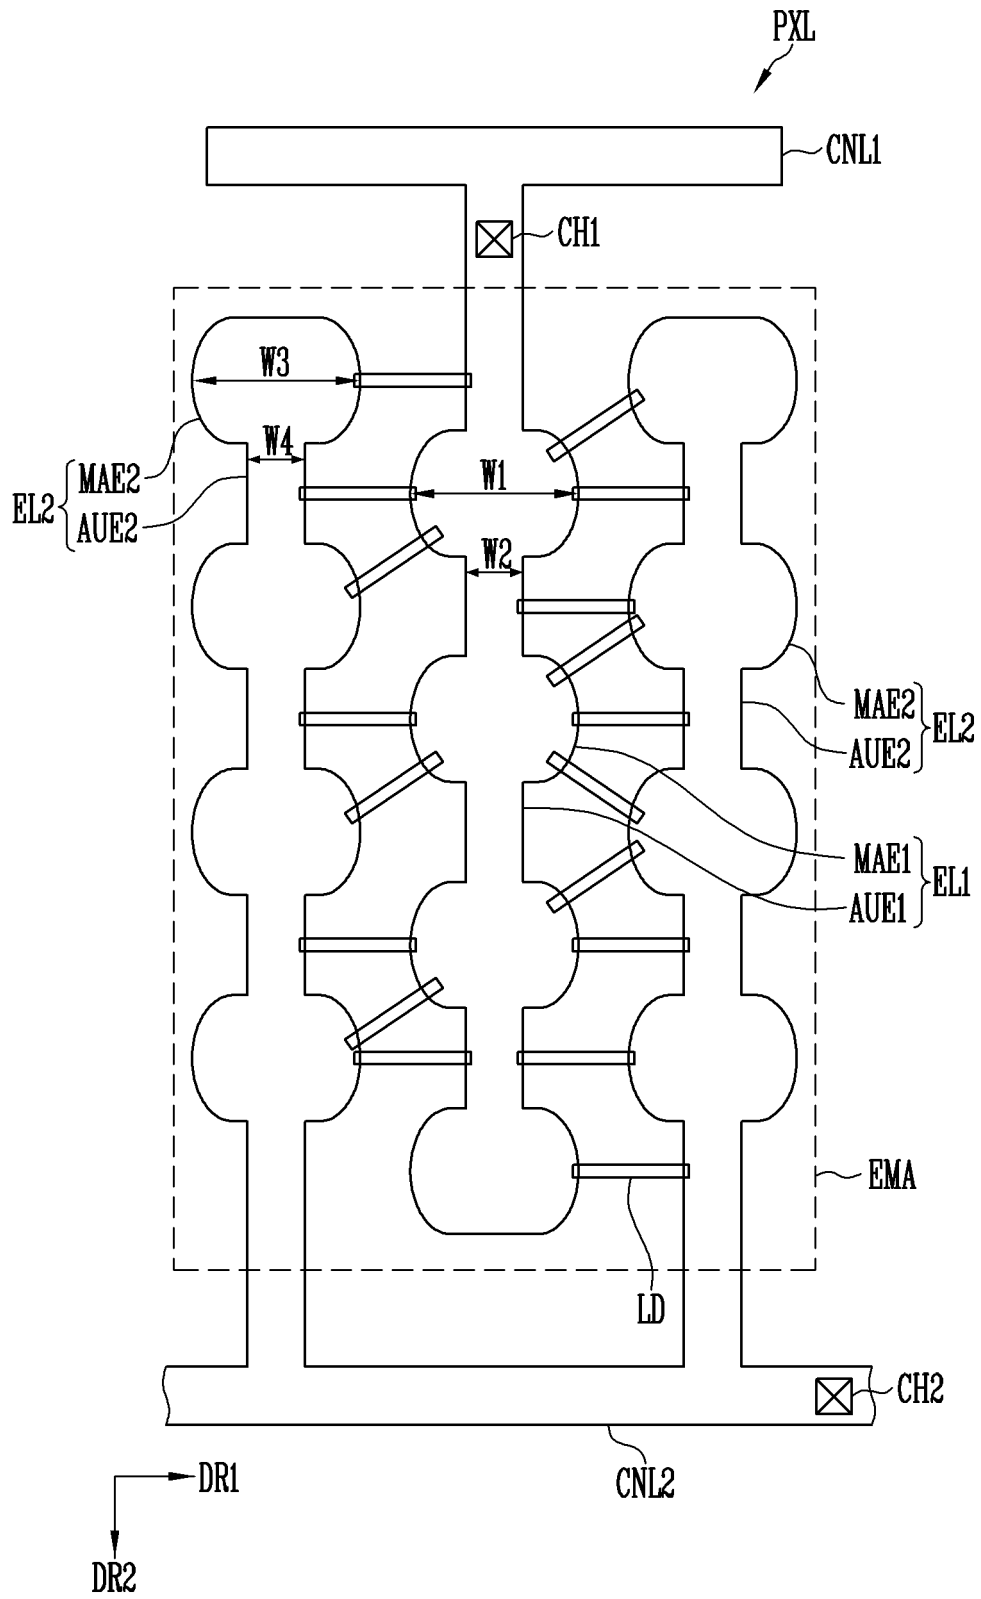 PXL
CNL1
CH1
W3
W4
MAE2
EL2
AUE2
W1
W2
MAE2
EL2
AUE2
MAE1
EL1
AUE1
EMA
LD
CH2
CNL2
DR1
DR2